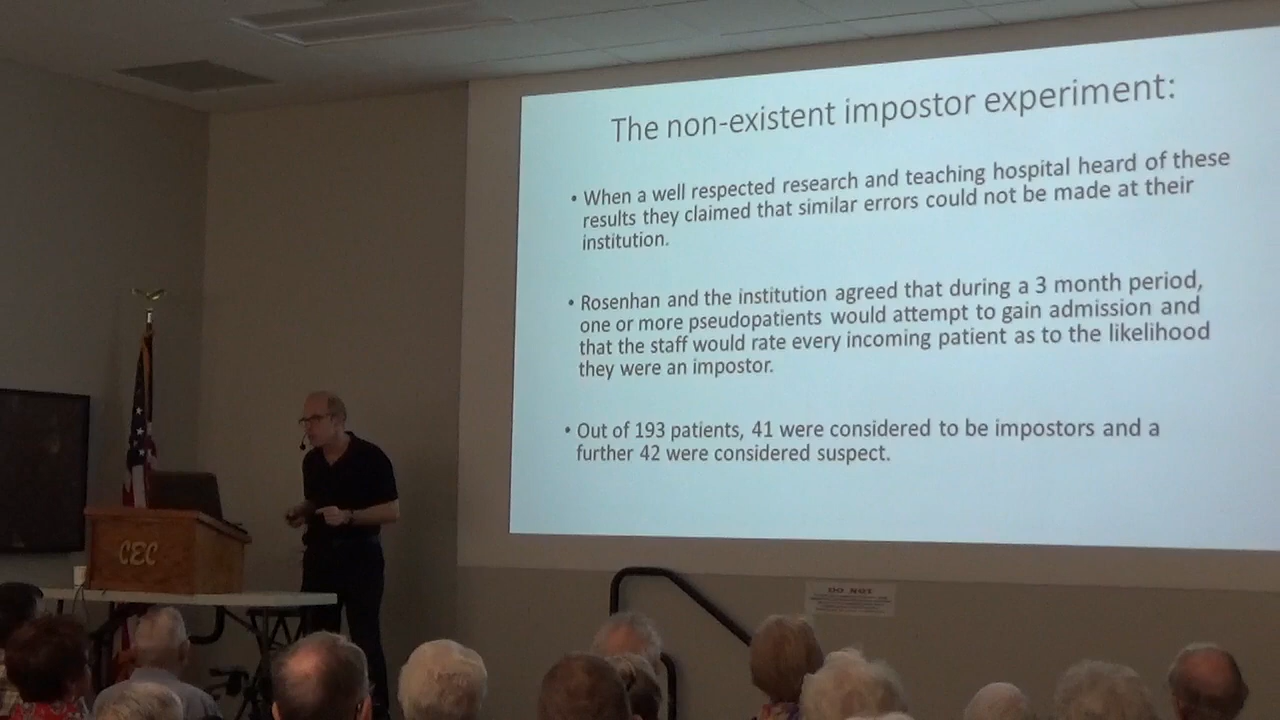 The non-existent impostor experiment:
• When a well respected research and teaching hospital heard of these
results they claimed that similar errors could not be made at their
institution.
• Rosenhan and the institution agreed that during a 3 month period,
one or more pseudopatients would attempt to gain admission and
that the staff would rate every incoming patient as to the likelihood
they were an impostor.
• Out of 193 patients, 41 were considered to be impostors and a
further 42 were considered suspect.
CEC
DO NOT